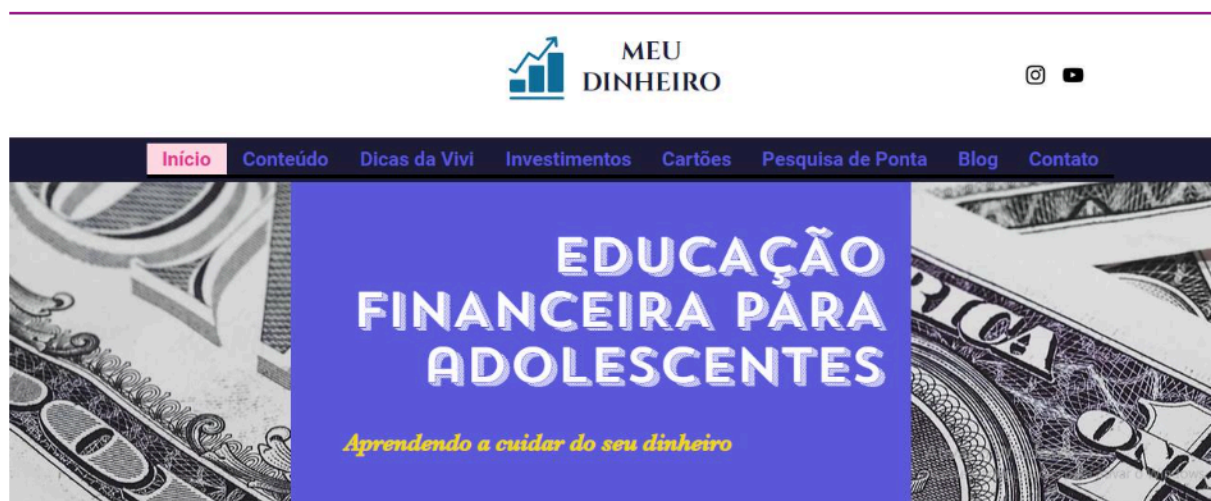 MEU
DINHEIRO
Início Conteúdo Dicas da Vivi Investimentos Cartões Pesquisa de Ponta Blog Contato
EDUCAÇÃO
FINANCEIRA PARA
ADOLESCENTES
Aprendendo a cuidar do seu dinheiro